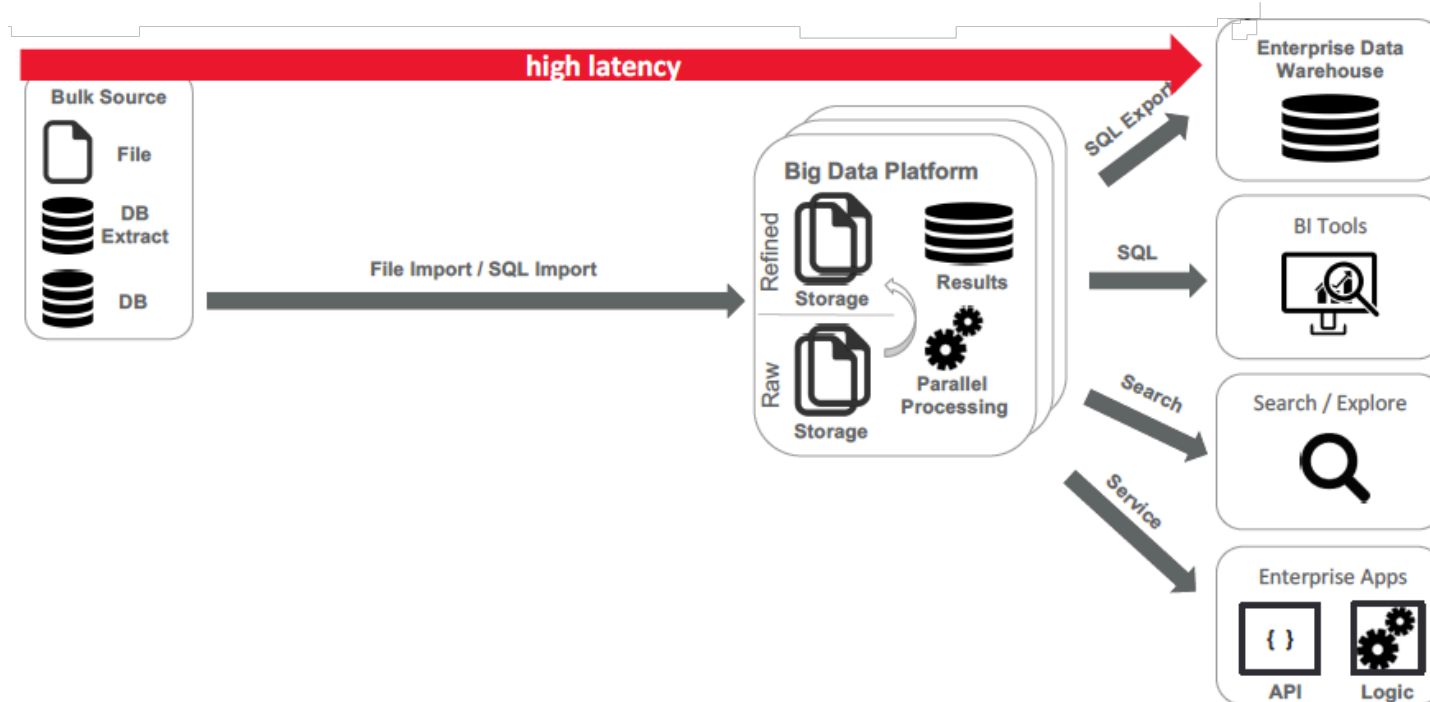 high latency
Bulk Source
File
DB
Extract
DB
File Import / SQL Import
Big Data Platform
Refined
Storage
Results
Raw
Storage
Parallel
Processing
SQL Export
SQL
Search
Service
Enterprise Data
Warehouse
BI Tools
Search / Explore
Enterprise Apps
{ }
API
Logic